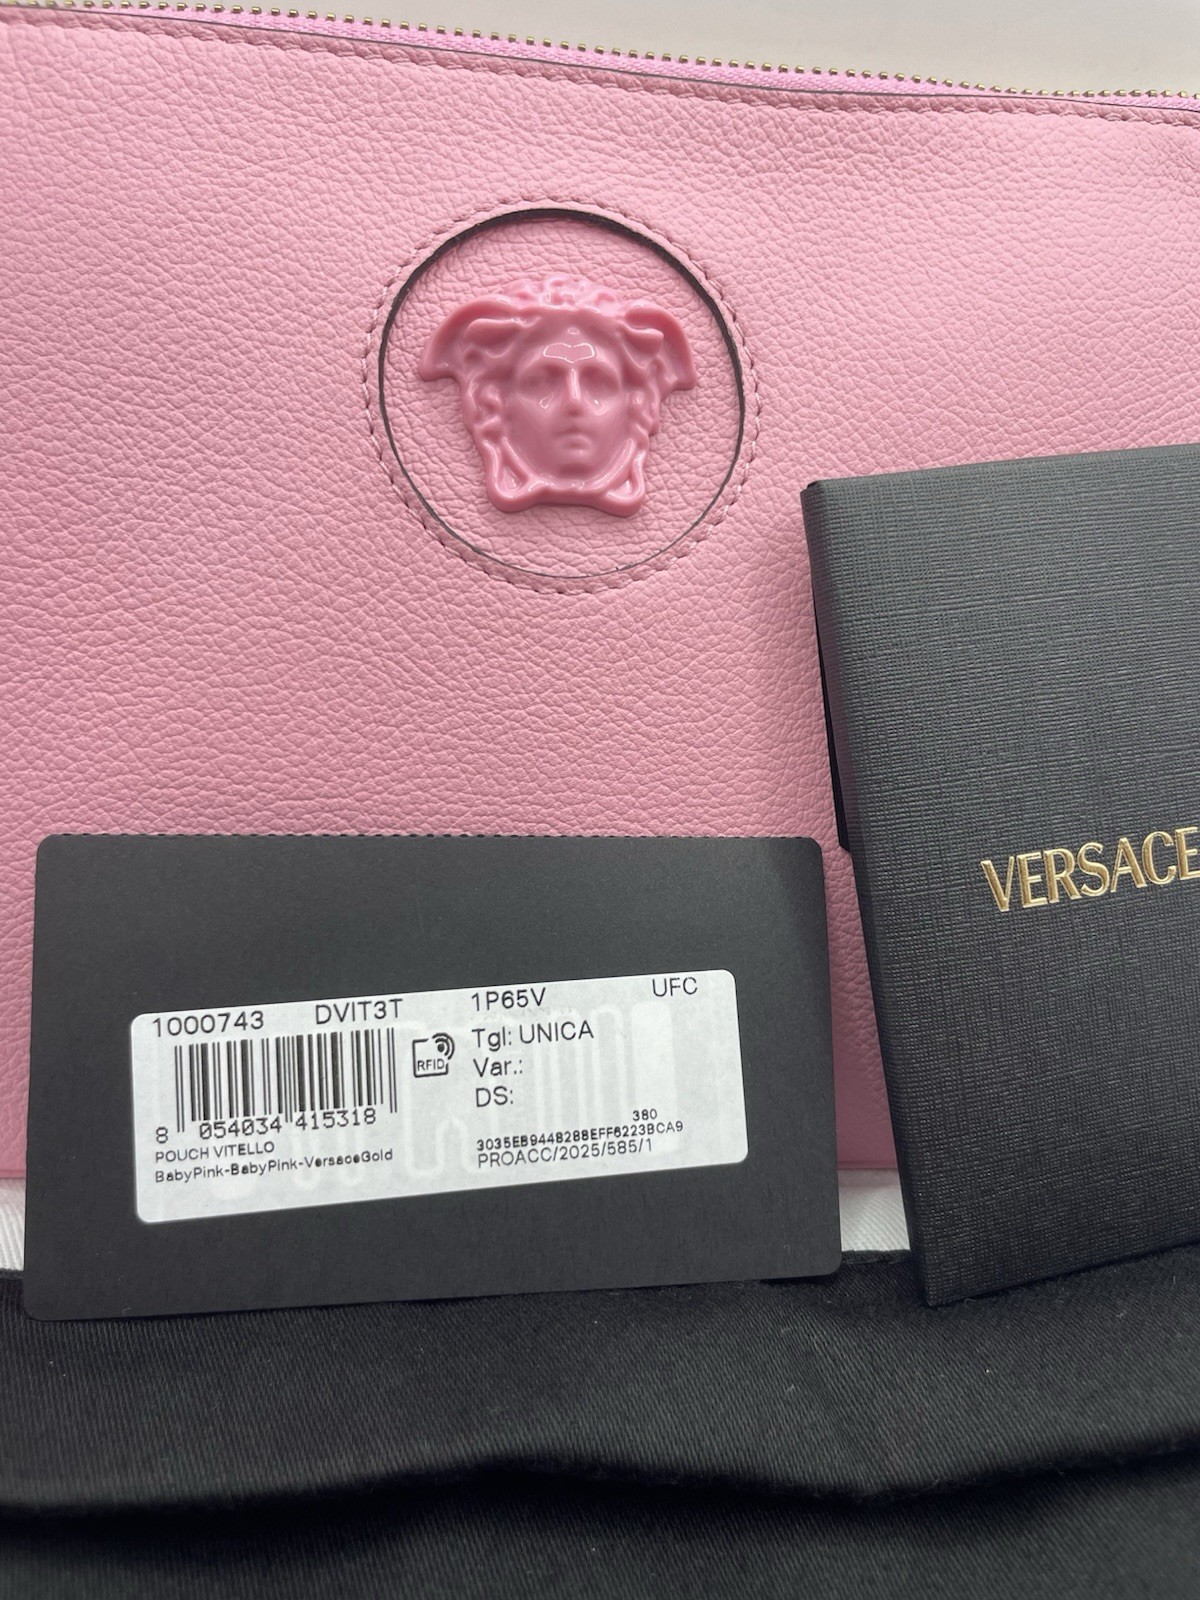 VERSACE
1000743 DVIT3T 1P65V UFC
RFID
Tgl: UNICA
Var.:
DS:
8 054034 415318
380
3035EB9448288EFF6223BCA9
POUCH VITELLO
PROACC/2025/585/1
BabyPink-BabyPink-VersaceGold